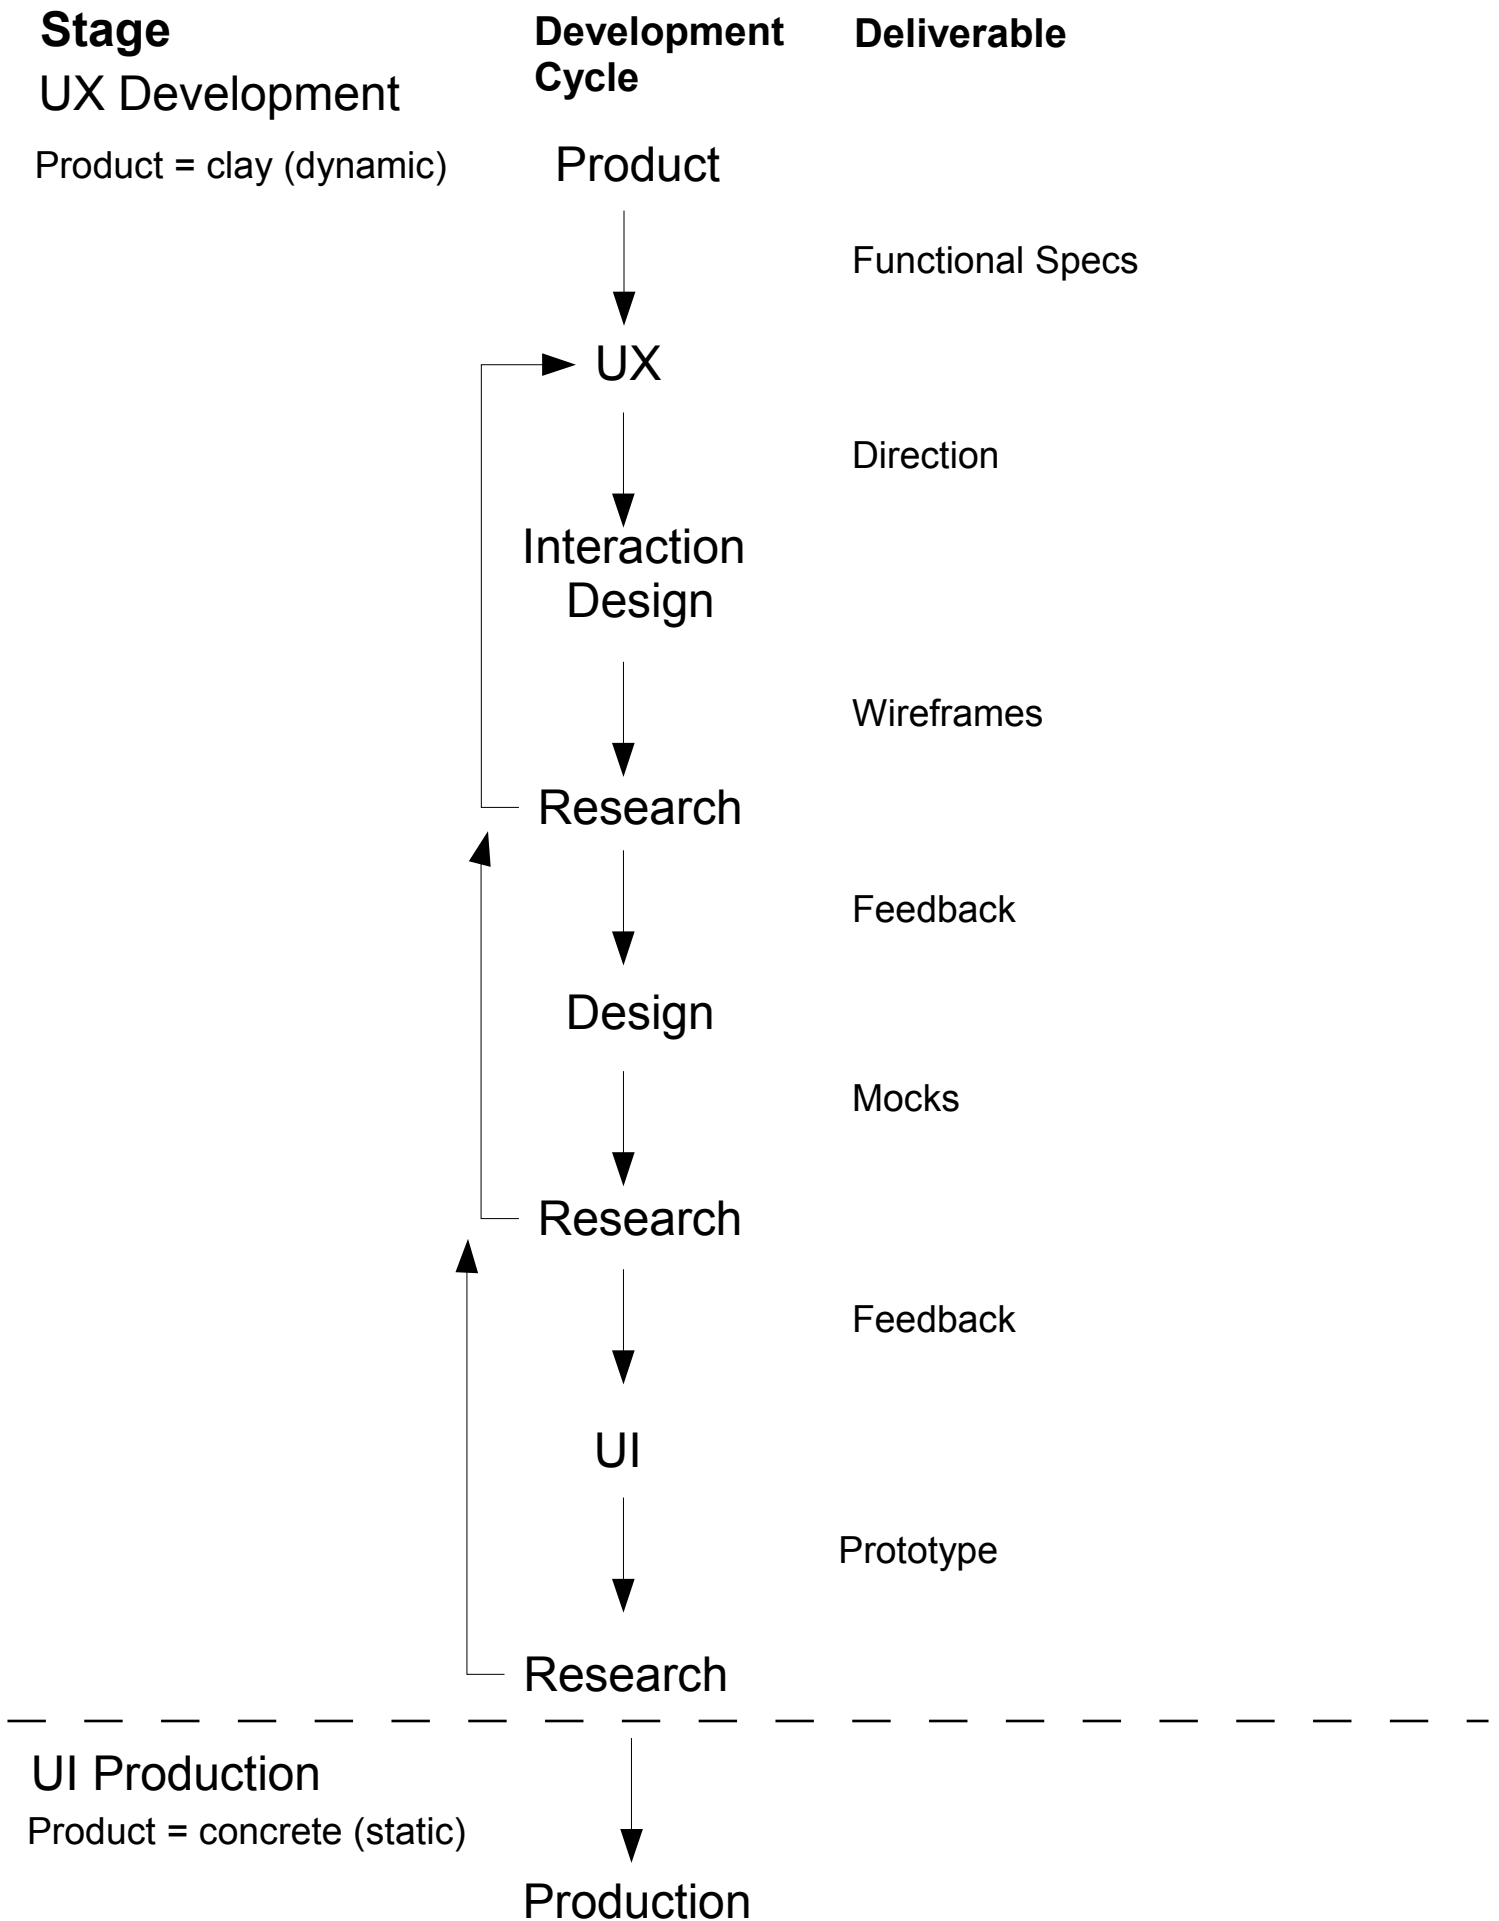 Stage
Development
Cycle
Deliverable
UX Development
Product = clay (dynamic)
Product
Functional Specs
UX
Direction
Interaction
Design
Wireframes
Research
Feedback
Design
Mocks
Research
Feedback
UI
Prototype
Research
UI Production
Product = concrete (static)
Production